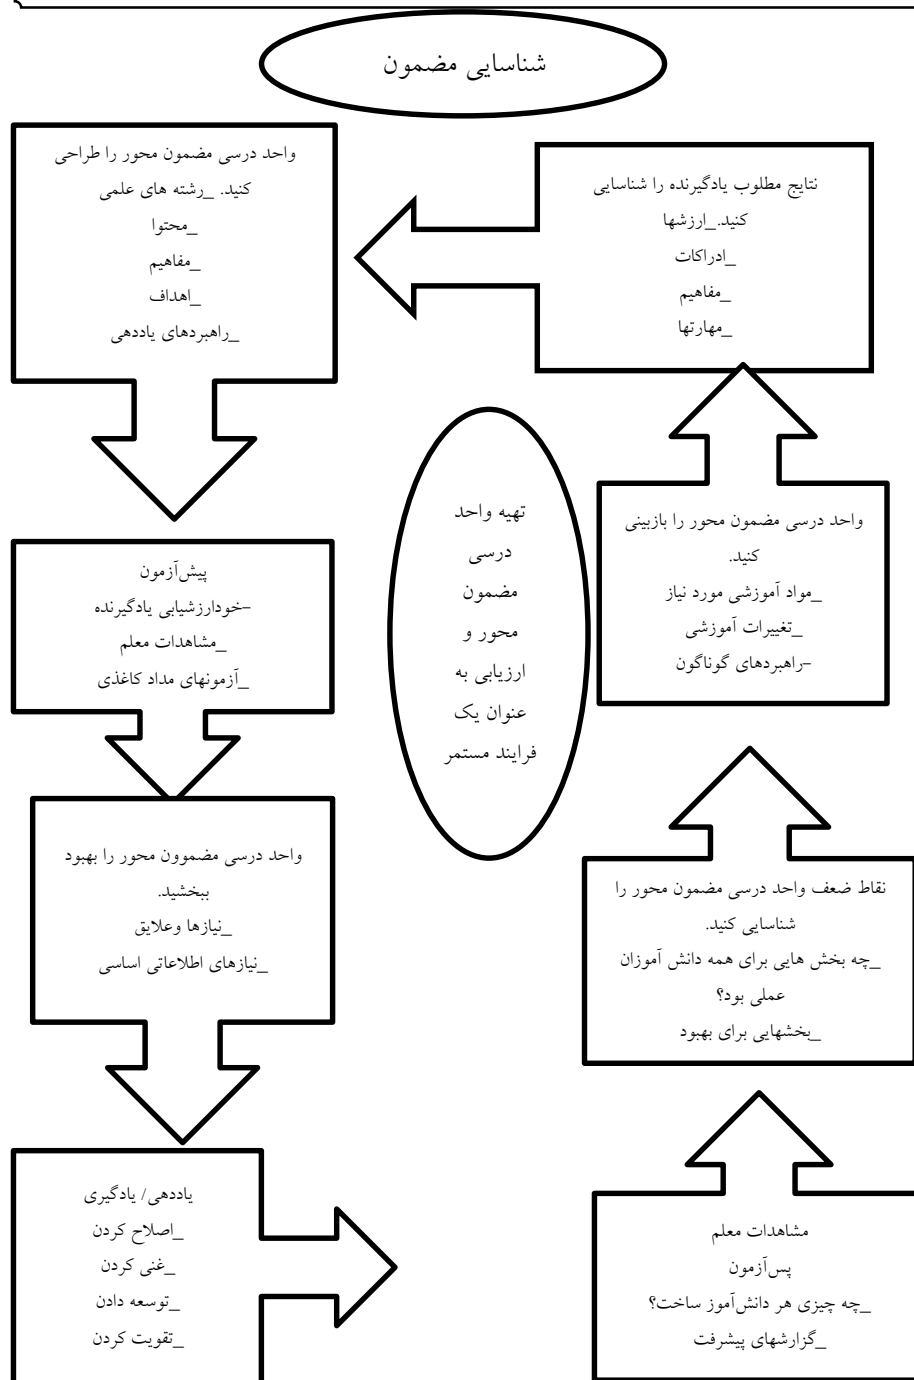 شناسایی مضمون
نتایج مطلوب یادگیرنده را شناسایی
کنید._ارزشها
_ادراکات
_مفاهیم
_مهارتها
واحد درسی مضمون محور را طراحی
کنید. _رشته های علمی
_محتوا
_مفاهیم
_اهداف
_راهبردهای یاددهی
پیش‌آزمون
–خودارزشیابی یادگیرنده
_مشاهدات معلم
_آزمونهای مداد کاغذی
واحد درسی مضموون محور را بهبود
ببخشید.
_نیازها وعلایق
_نیازهای اطلاعاتی اساسی
یاددهی/ یادگیری
_اصلاح کردن
_غنی کردن
_توسعه دادن
_تقویت کردن
تهیه واحد
درسی
مضمون
محور و
ارزیابی به
عنوان یک
فرایند مستمر
مشاهدات معلم
پس‌آزمون
_چه چیزی هر دانش‌آموز ساخت؟
_گزارشهای پیشرفت
نقاط ضعف واحد درسی مضمون محور را
شناسایی کنید.
_چه بخش هایی برای همه دانش آموزان
عملی بود؟
_بخشهایی برای بهبود
واحد درسی مضمون محور را بازبینی
کنید.
_مواد آموزشی مورد نیاز
_تغییرات آموزشی
–راهبردهای گوناگون